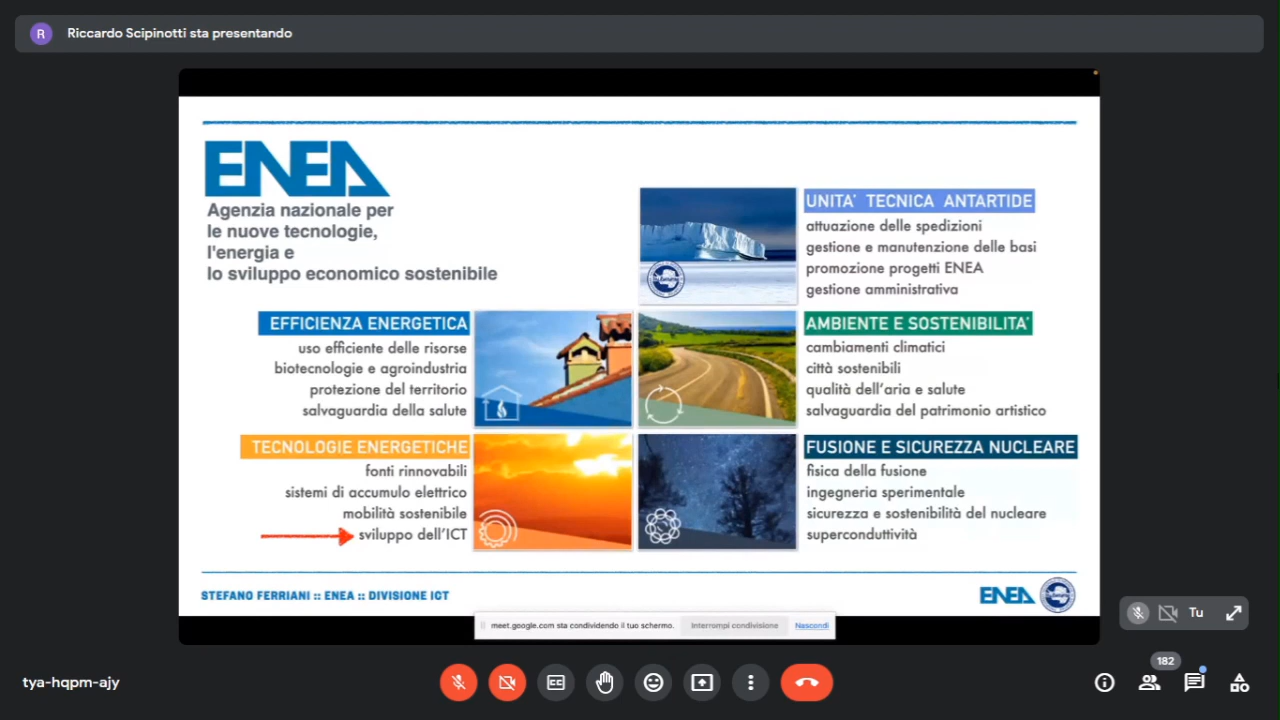 R
Riccardo Scipinotti sta presentando
ENEA
Agenzia nazionale per
le nuove tecnologie,
l'energia e
lo sviluppo economico sostenibile
UNITA' TECNICA ANTARTIDE
attuazione delle spedizioni
gestione e manutenzione delle basi
promozione progetti ENEA
gestione amministrativa
EFFICIENZA ENERGETICA
uso efficiente delle risorse
biotecnologie e agroindustria
protezione del territorio
salvaguardia della salute
AMBIENTE E SOSTENIBILITA'
cambiamenti climatici
città sostenibili
qualità dell'aria e salute
salvaguardia del patrimonio artistico
TECNOLOGIE ENERGETICHE
fonti rinnovabili
sistemi di accumulo elettrico
mobilità sostenibile
sviluppo dell'ICT
FUSIONE E SICUREZZA NUCLEARE
fisica della fusione
ingegneria sperimentale
sicurezza e sostenibilità del nucleare
superconduttività
STEFANO FERRIANI :: ENEA :: DIVISIONE ICT
ENEA
meet.google.com sta condividendo il tuo schermo.
Interrompi condivisione
Nascondi
Tu
tya-hqpm-ajy
CC
182